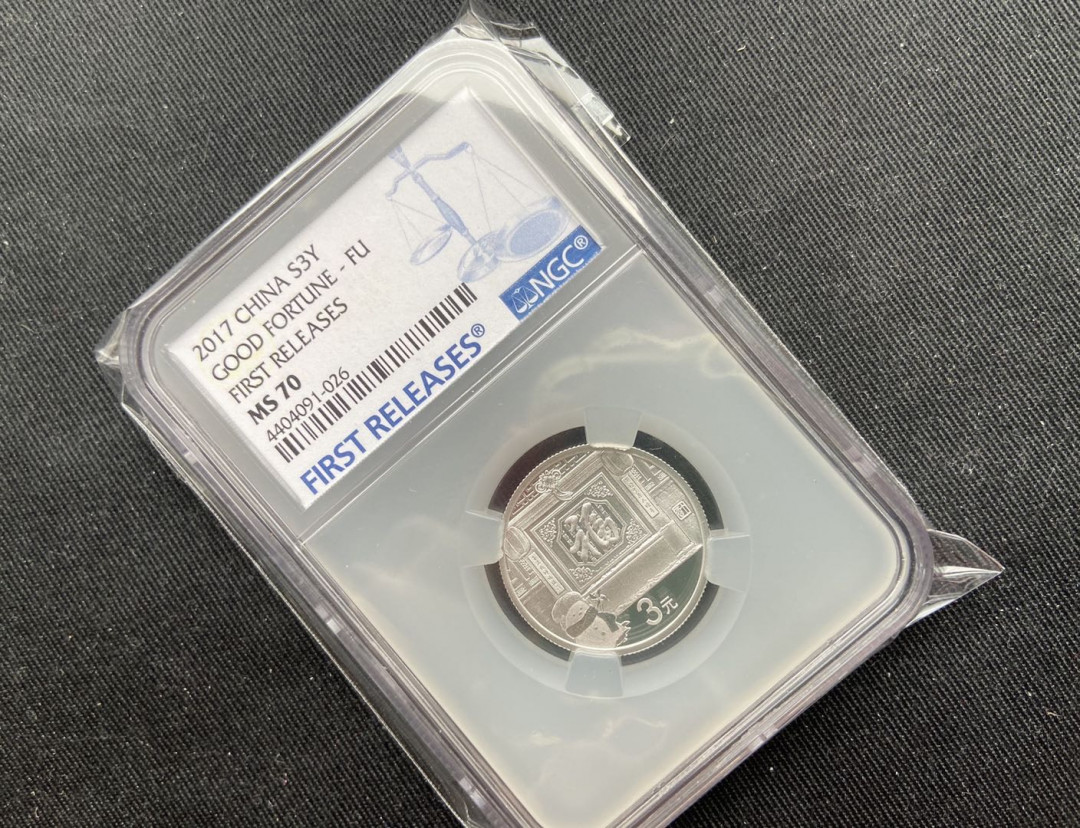 2017 CHINA S3Y
GOOD FORTUNE - FU
FIRST RELEASES
MS 70
4404091-026
FIRST RELEASES®
NGC®
福
3元